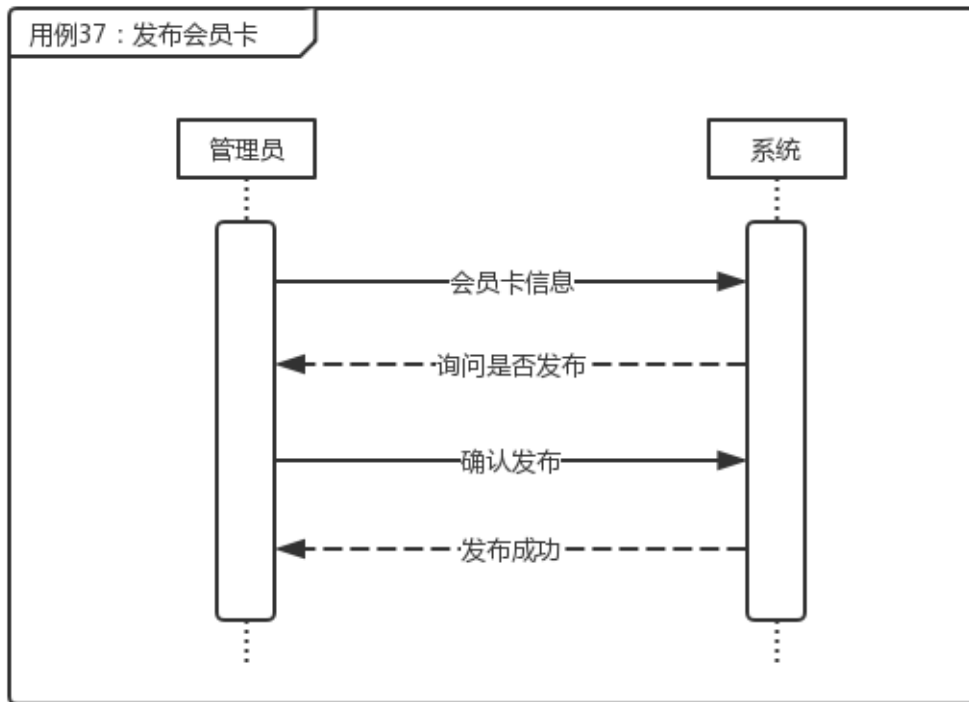 用例37：发布会员卡
管理员
系统
会员卡信息
询问是否发布
确认发布
发布成功